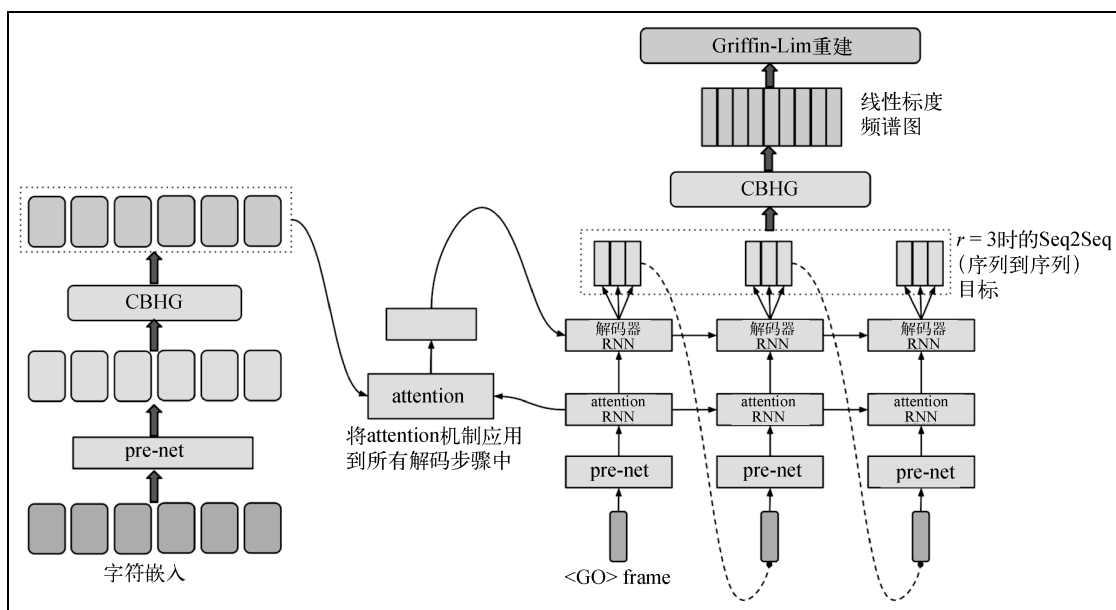 Griffin-Lim重建
线性标度
频谱图
CBHG
r = 3时的Seq2Seq
（序列到序列）
目标
CBHG
解码器
RNN
解码器
RNN
解码器
RNN
attention
attention
RNN
attention
RNN
attention
RNN
将attention机制应用
到所有解码步骤中
pre-net
pre-net
pre-net
pre-net
字符嵌入
<GO> frame